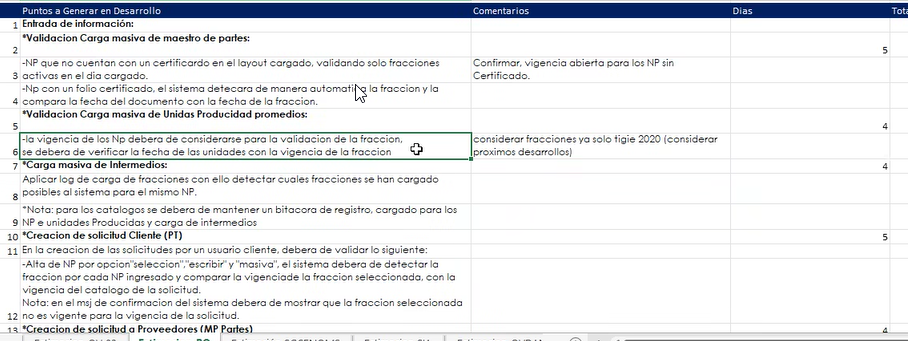 Puntos a Generar en Desarrollo Comentarios Dias Tota
1 Entrada de información:
*Validacion Carga masiva de maestro de partes:
2 5
-NP que no cuentan con un certificardo en el layout cargado, validando solo fracciones Confirmar, vigencia abierta para los NP sin
3 activas en el dia cargado. Certificado.
-Np con un folio certificado, el sistema detecara de manera automatica la fraccion y la
4 compara la fecha del documento con la fecha de la fraccion.
*Validacion Carga masiva de Unidas Producidad promedios:
5 4
-la vigencia de los Np debera de considerarse para la validacion de la fraccion, considerar fracciones ya solo tigie 2020 (considerar
6 se debera de verificar la fecha de las unidades con la vigencia de la fraccion proximos desarrollos)
7 *Carga masiva de Intermedios: 4
Aplicar log de carga de fracciones con ello detectar cuales fracciones se han cargado
8 posibles al sistema para el mismo NP.
*Nota: para los catalogos se debera de mantener un bitacora de registro, cargado para los
9 NP e unidades Producidas y carga de intermedios
10 *Creacion de solicitud Cliente (PT) 5
11 En la creacion de las solicitudes por un usuario cliente, debera de validar lo siguiente:
-Alta de NP por opcion"seleccion","escribir" y "masiva", el sistema debera de detectar la
fraccion por cada NP ingresado y comparar la vigenciade la fraccion seleccionada, con la
vigencia del catalogo de la solicitud.
Nota: en el msj de confirmacion del sistema debera de mostrar que la fraccion seleccionada
12 no es vigente para la vigencia de la solicitud.
13 *Creacion de solicitud a Proveedores (MP Partes) 4